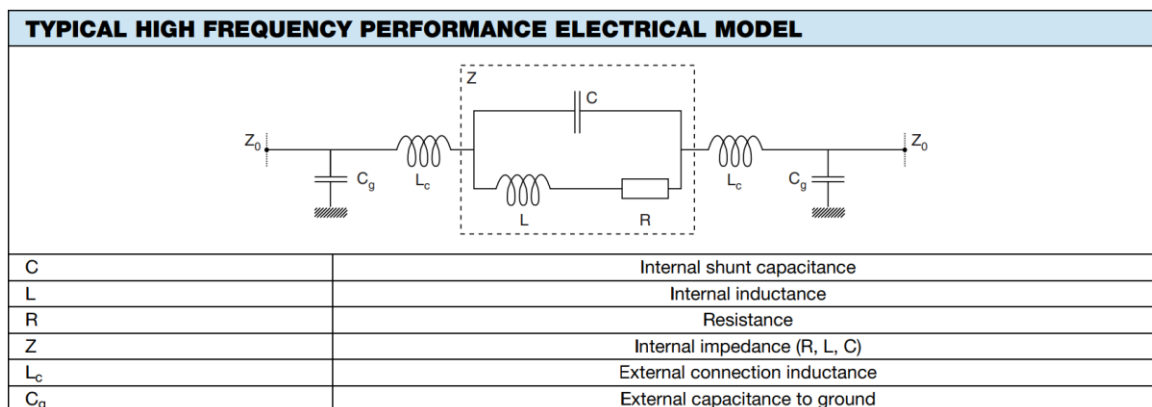 TYPICAL HIGH FREQUENCY PERFORMANCE ELECTRICAL MODEL
Z
C
Z0 Z0
Cg Lc Lc Cg
L R
C Internal shunt capacitance
L Internal inductance
R Resistance
Z Internal impedance (R, L, C)
Lc External connection inductance
Cg External capacitance to ground